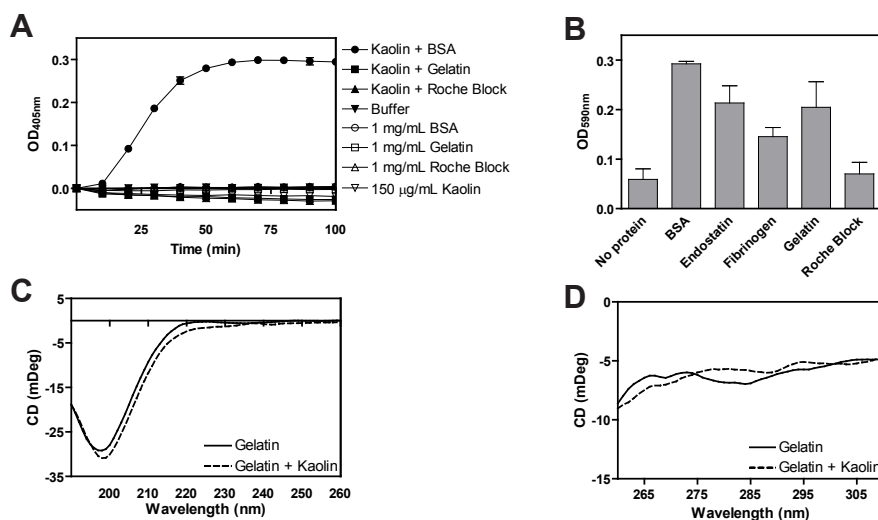 A
OD405nm
0.3
0.2
0.1
0.0
25
50
75
100
Time (min)
Kaolin + BSA
Kaolin + Gelatin
Kaolin + Roche Block
Buffer
1 mg/mL BSA
1 mg/mL Gelatin
1 mg/mL Roche Block
150 µg/mL Kaolin
B
OD590nm
0.3
0.2
0.1
0.0
No protein
BSA
Endostatin
Fibrinogen
Gelatin
Roche Block
C
CD (mDeg)
5
-5
-15
-25
-35
200
210
220
230
240
250
260
Wavelength (nm)
Gelatin
Gelatin + Kaolin
D
CD (mDeg)
0
-5
-10
-15
265
275
285
295
305
Wavelength (nm)
Gelatin
Gelatin + Kaolin